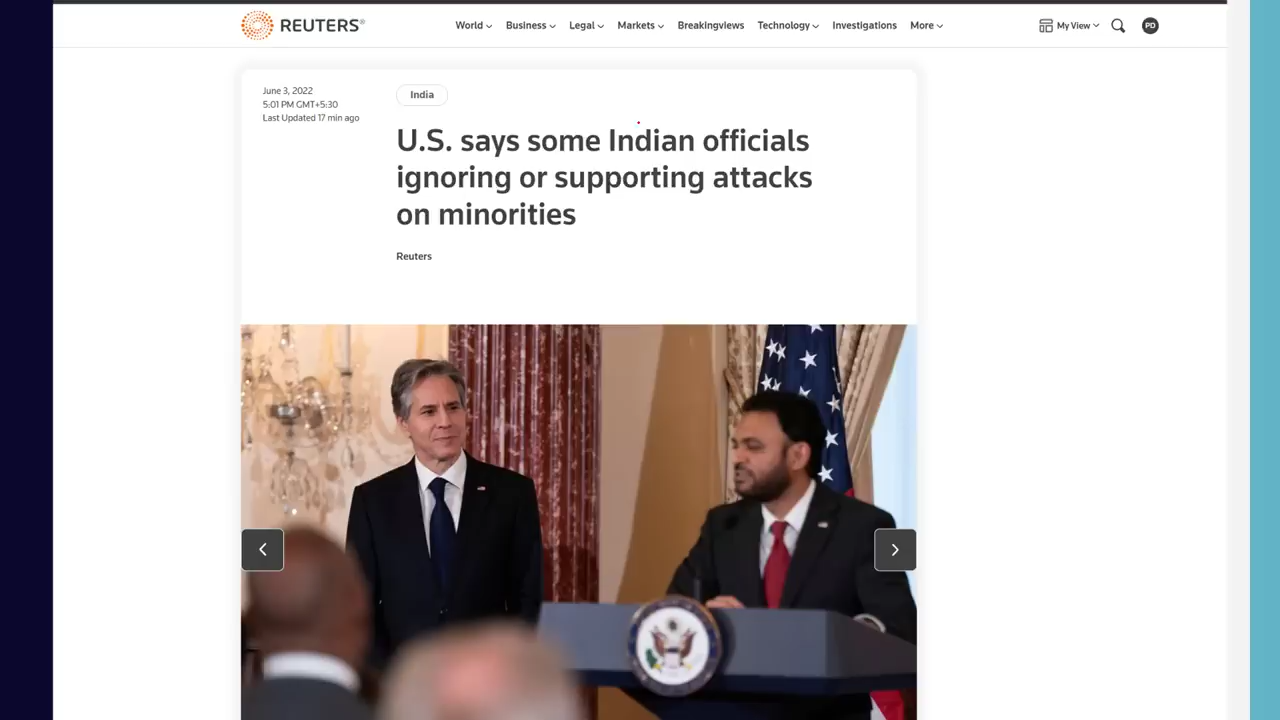 REUTERS®
World
Business
Legal
Markets
Breakingviews
Technology
Investigations
More
My View
PD
June 3, 2022
5:01 PM GMT+5:30
Last Updated 17 min ago
India
U.S. says some Indian officials
ignoring or supporting attacks
on minorities
Reuters